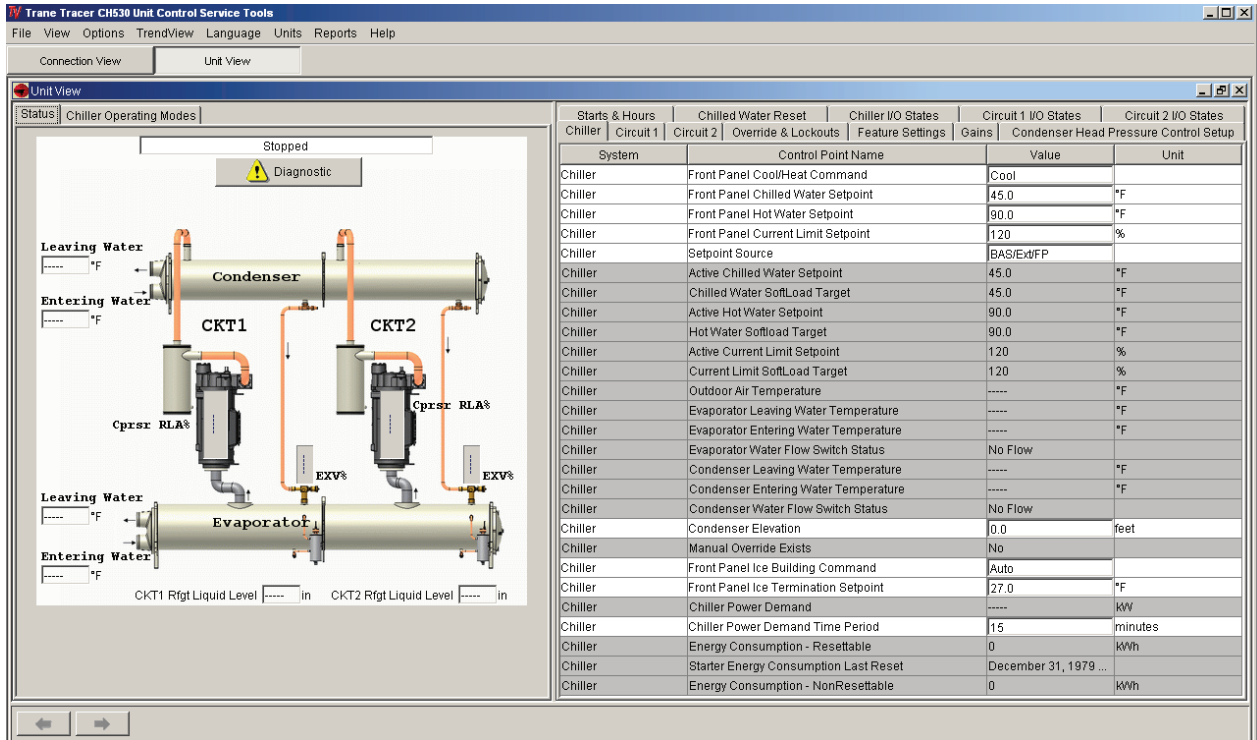 Trane Tracer CH530 Unit Control Service Tools
File View Options TrendView Language Units Reports Help
Connection View Unit View
Unit View
Status Chiller Operating Modes
Stopped
Diagnostic
Leaving Water
----- °F
Condenser
Entering Water
----- °F
CKT1 CKT2
Cprsr RLA%
Cprsr RLA%
EXV% EXV%
Leaving Water
----- °F
Evaporator
Entering Water
----- °F
CKT1 Rfgt Liquid Level ----- in CKT2 Rfgt Liquid Level ----- in
Starts & Hours Chilled Water Reset Chiller I/O States Circuit 1 I/O States Circuit 2 I/O States
Chiller Circuit 1 Circuit 2 Override & Lockouts Feature Settings Gains Condenser Head Pressure Control Setup
System Control Point Name Value Unit
Chiller Front Panel Cool/Heat Command Cool
Chiller Front Panel Chilled Water Setpoint 45.0 °F
Chiller Front Panel Hot Water Setpoint 90.0 °F
Chiller Front Panel Current Limit Setpoint 120 %
Chiller Setpoint Source BAS/Ext/FP
Chiller Active Chilled Water Setpoint 45.0 °F
Chiller Chilled Water SoftLoad Target 45.0 °F
Chiller Active Hot Water Setpoint 90.0 °F
Chiller Hot Water Softload Target 90.0 °F
Chiller Active Current Limit Setpoint 120 %
Chiller Current Limit SoftLoad Target 120 %
Chiller Outdoor Air Temperature ----- °F
Chiller Evaporator Leaving Water Temperature ----- °F
Chiller Evaporator Entering Water Temperature ----- °F
Chiller Evaporator Water Flow Switch Status No Flow
Chiller Condenser Leaving Water Temperature ----- °F
Chiller Condenser Entering Water Temperature ----- °F
Chiller Condenser Water Flow Switch Status No Flow
Chiller Condenser Elevation 0.0 feet
Chiller Manual Override Exists No
Chiller Front Panel Ice Building Command Auto
Chiller Front Panel Ice Termination Setpoint 27.0 °F
Chiller Chiller Power Demand ----- kW
Chiller Chiller Power Demand Time Period 15 minutes
Chiller Energy Consumption - Resettable 0 kWh
Chiller Starter Energy Consumption Last Reset December 31, 1979 ...
Chiller Energy Consumption - NonResettable 0 kWh